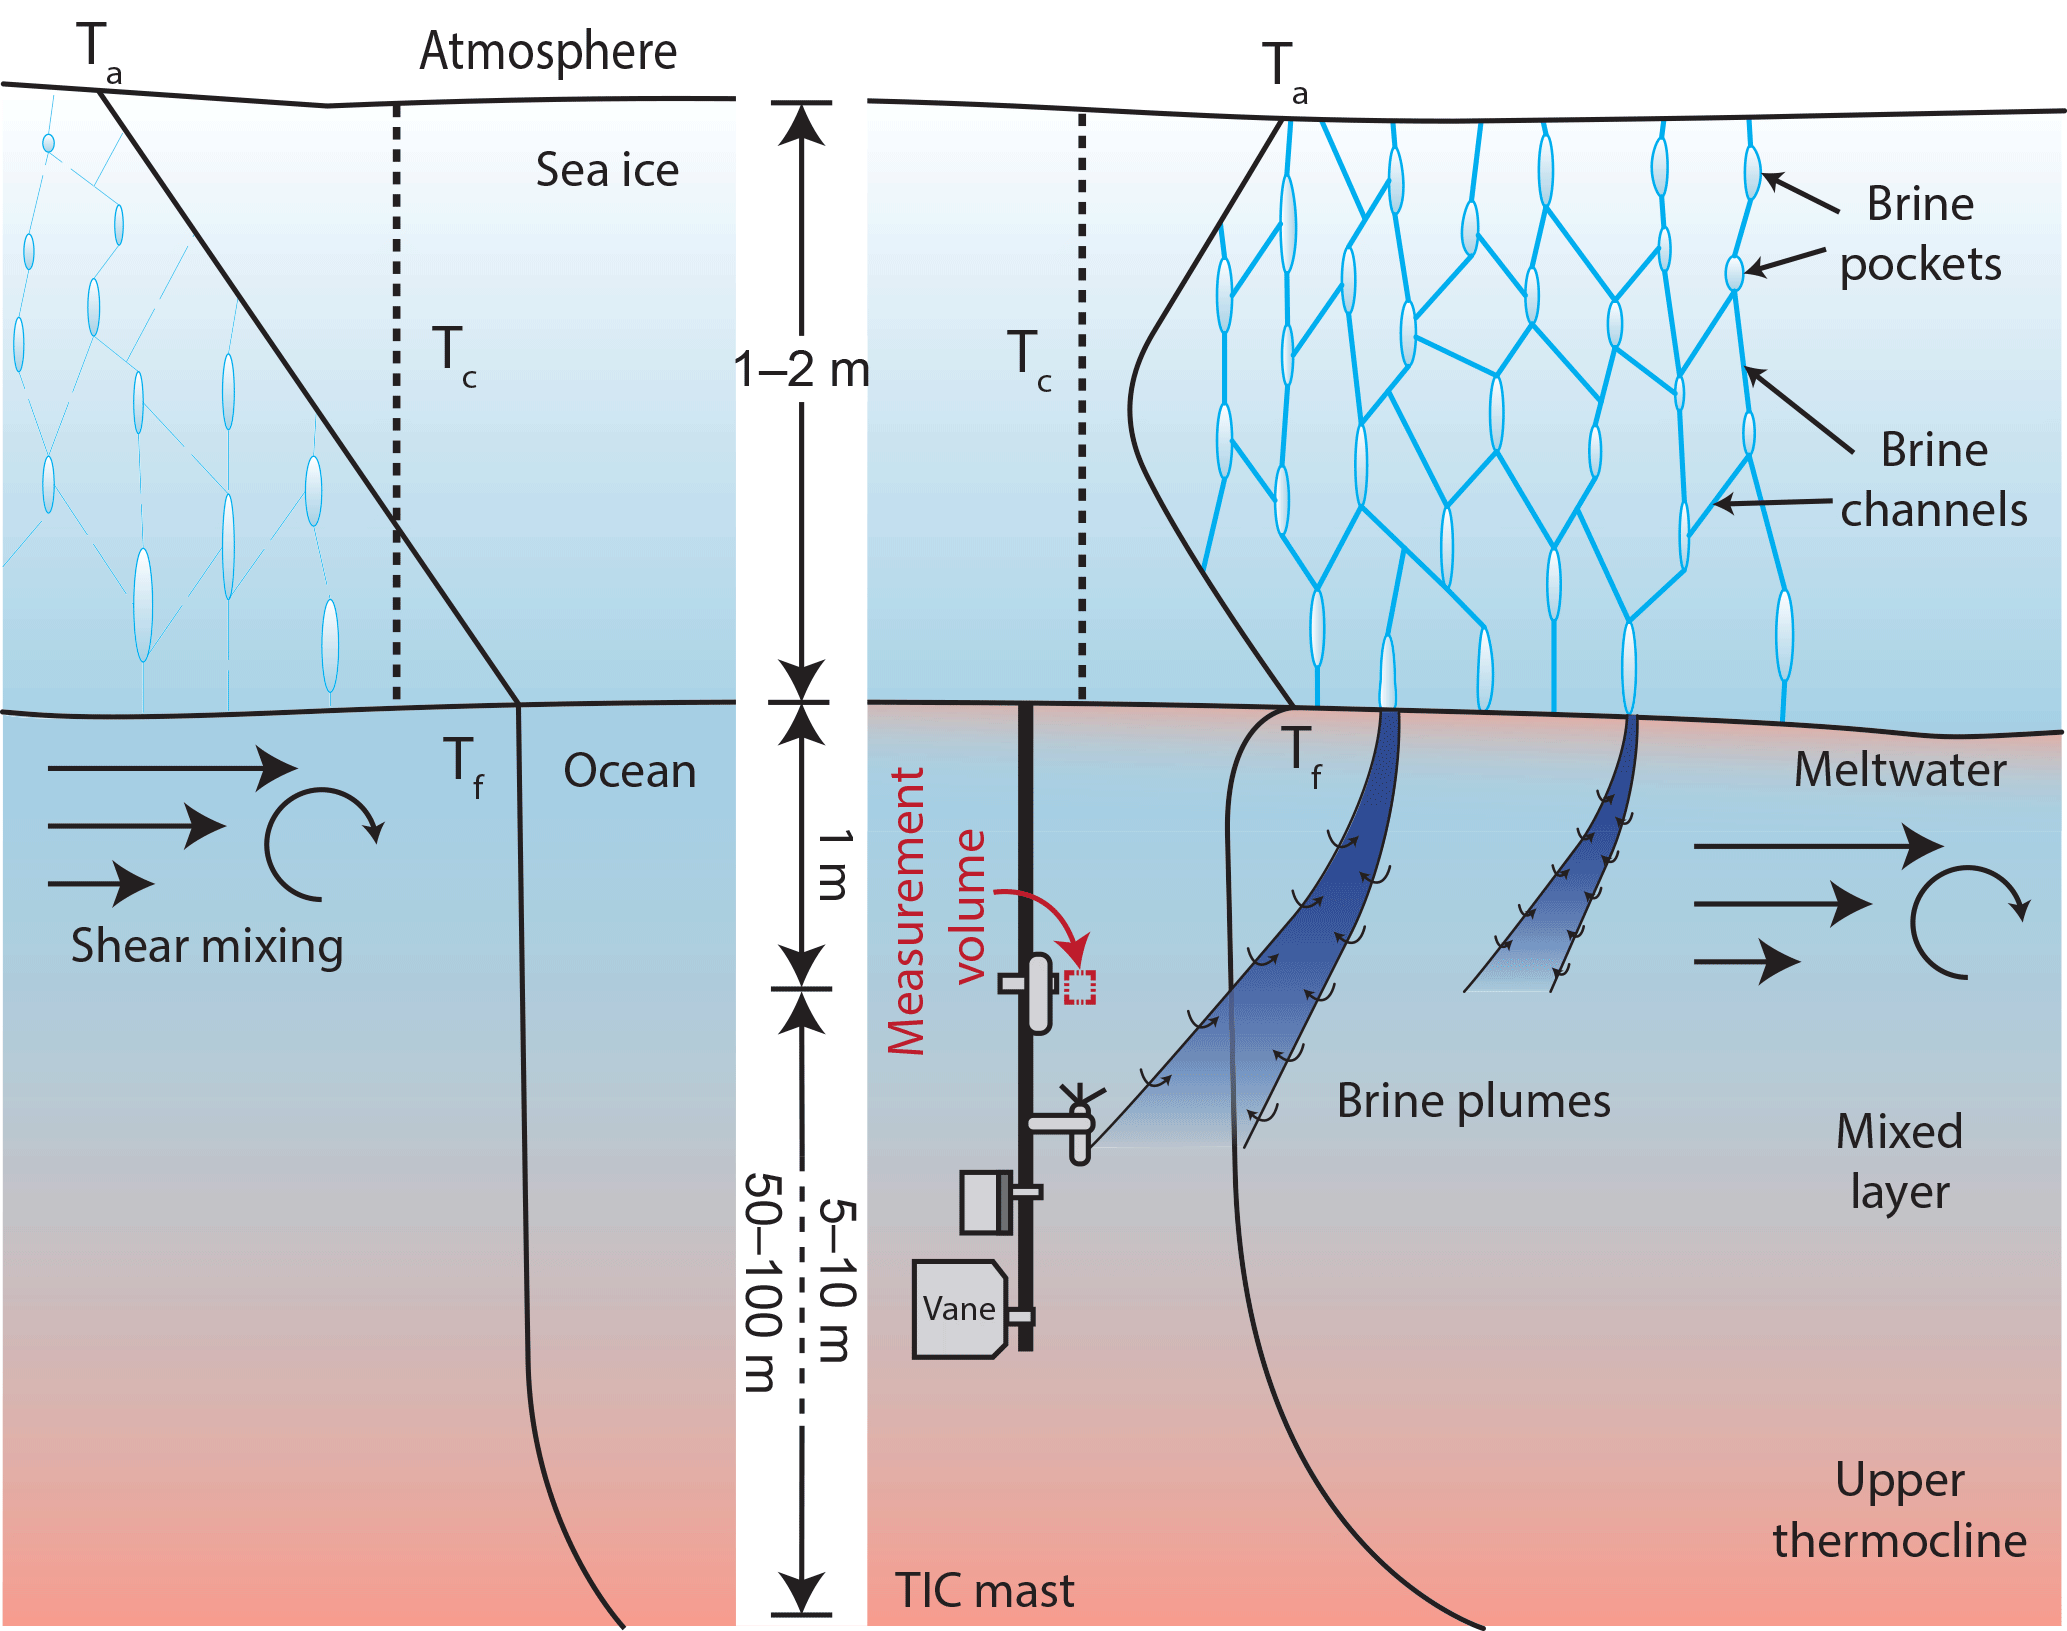 Ta
Atmosphere
Sea ice
Tc
Tf
Ocean
Shear mixing
1–2 m
1 m
5–10 m
50–100 m
Ta
Tc
Brine
pockets
Brine
channels
Tf
Meltwater
Measurement
volume
Brine plumes
Mixed
layer
Vane
Upper
thermocline
TIC mast